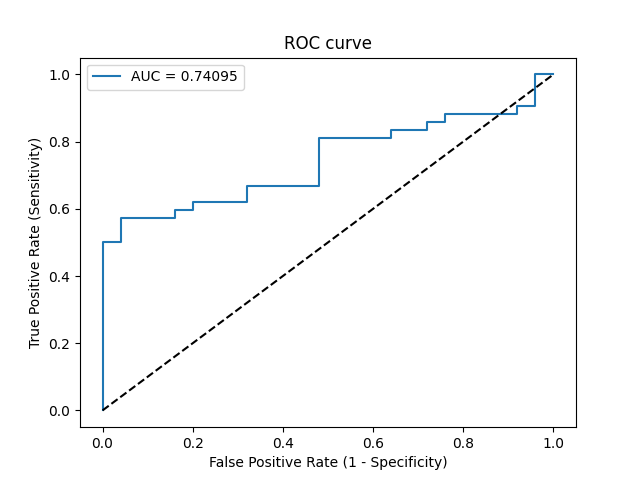 ROC curve
AUC = 0.74095
True Positive Rate (Sensitivity)
1.0
0.8
0.6
0.4
0.2
0.0
0.0 0.2 0.4 0.6 0.8 1.0
False Positive Rate (1 - Specificity)